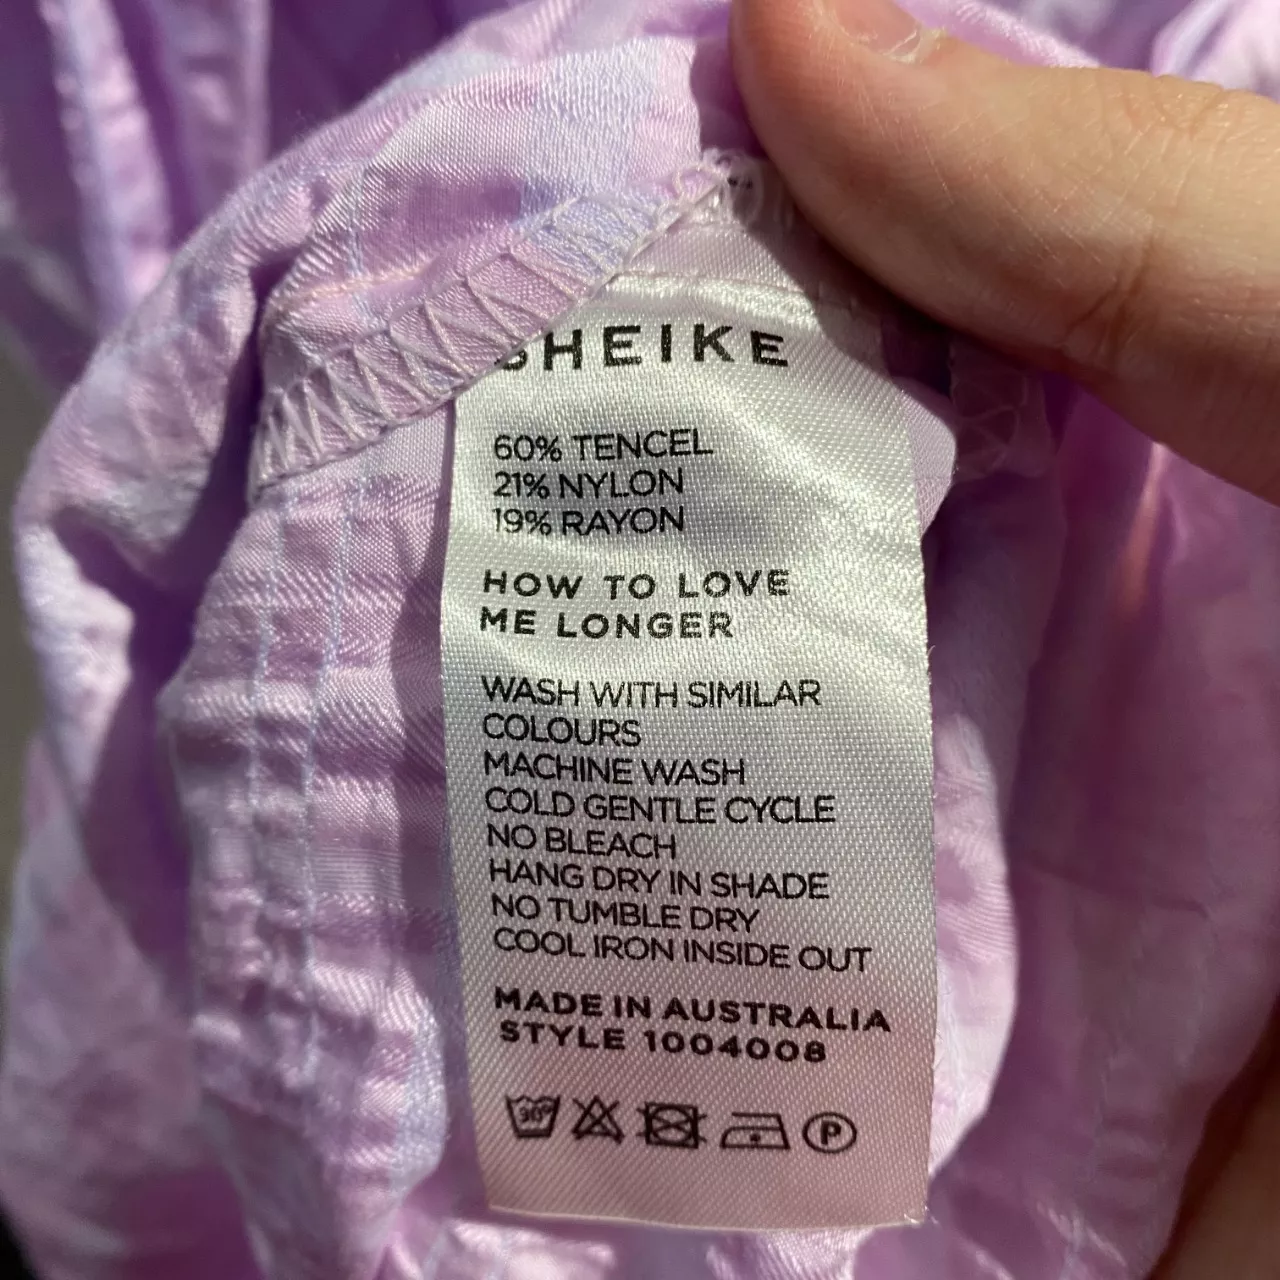 SHEIKE
60% TENCEL
21% NYLON
19% RAYON
HOW TO LOVE
ME LONGER
WASH WITH SIMILAR
COLOURS
MACHINE WASH
COLD GENTLE CYCLE
NO BLEACH
HANG DRY IN SHADE
NO TUMBLE DRY
COOL IRON INSIDE OUT
MADE IN AUSTRALIA
STYLE 1004008
30° P